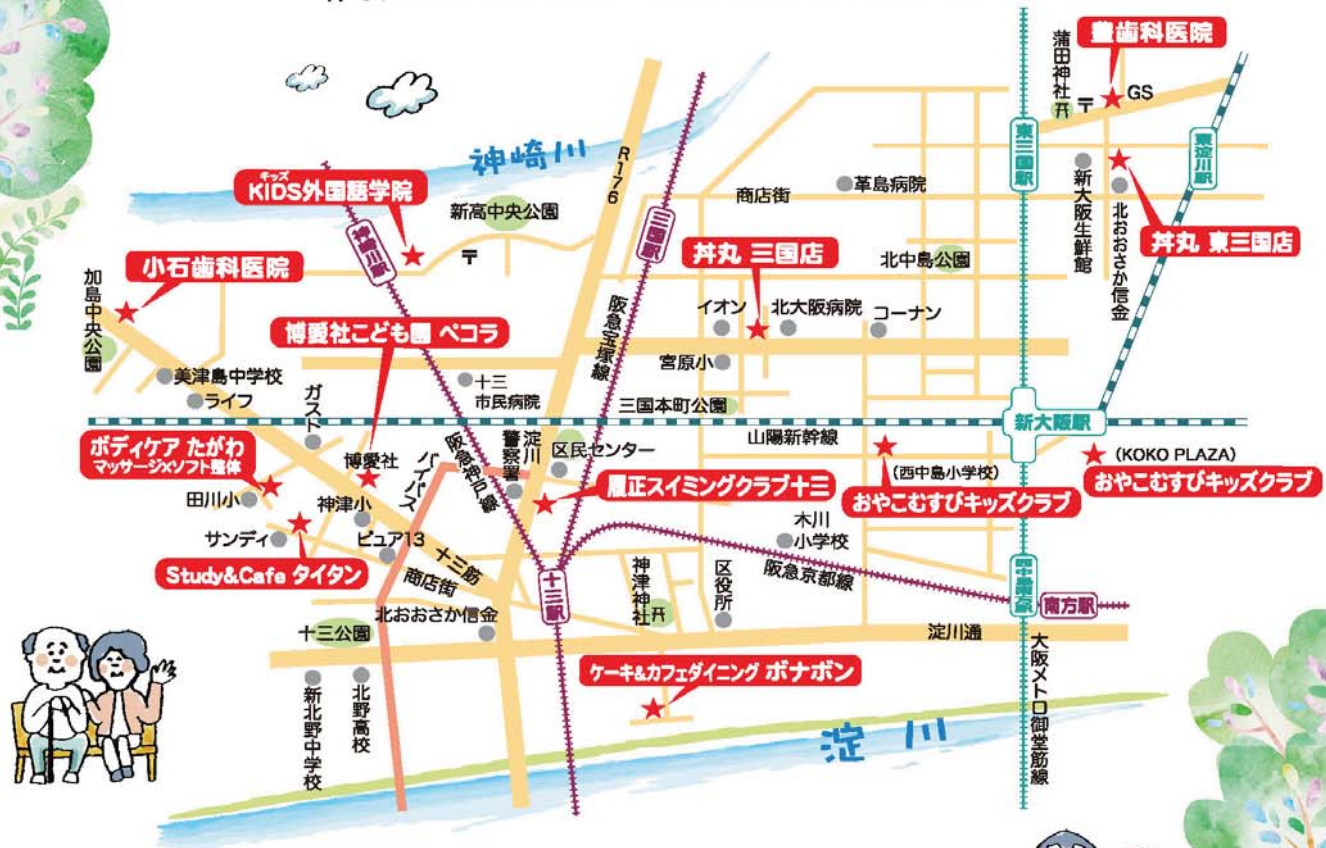 豊歯科医院
蒲田神社
〒
GS
東三国駅
東淀川駅
神崎川
R176
キッズ
KIDS外国語学院
新高中央公園
〒
神崎川駅
三国駅
商店街
革島病院
新大阪生鮮館
北おおさか信金
丼丸 東三国店
丼丸 三国店
北中島公園
小石歯科医院
加島中央公園
イオン
北大阪病院
コーナン
阪急宝塚線
博愛社こども園 ペコラ
宮原小
美津島中学校
ライフ
ガスト
十三
市民病院
三国本町公園
新大阪駅
山陽新幹線
ボディケア たがわ
マッサージ×ソフト整体
博愛社
バイパス
阪急神戸線
淀川
警察署
区民センター
(西中島小学校)
おやこむすびキッズクラブ
(KOKO PLAZA)
おやこむすびキッズクラブ
田川小
神津小
履正スイミングクラブ十三
サンディ
ピュア13
十三筋
商店街
木川
小学校
阪急京都線
Study&Cafe タイタン
十三駅
神津神社
区役所
西中島南方駅
南方駅
北おおさか信金
十三公園
淀川通
新北野中学校
北野高校
ケーキ&カフェダイニング ボナボン
大阪メトロ御堂筋線
淀川